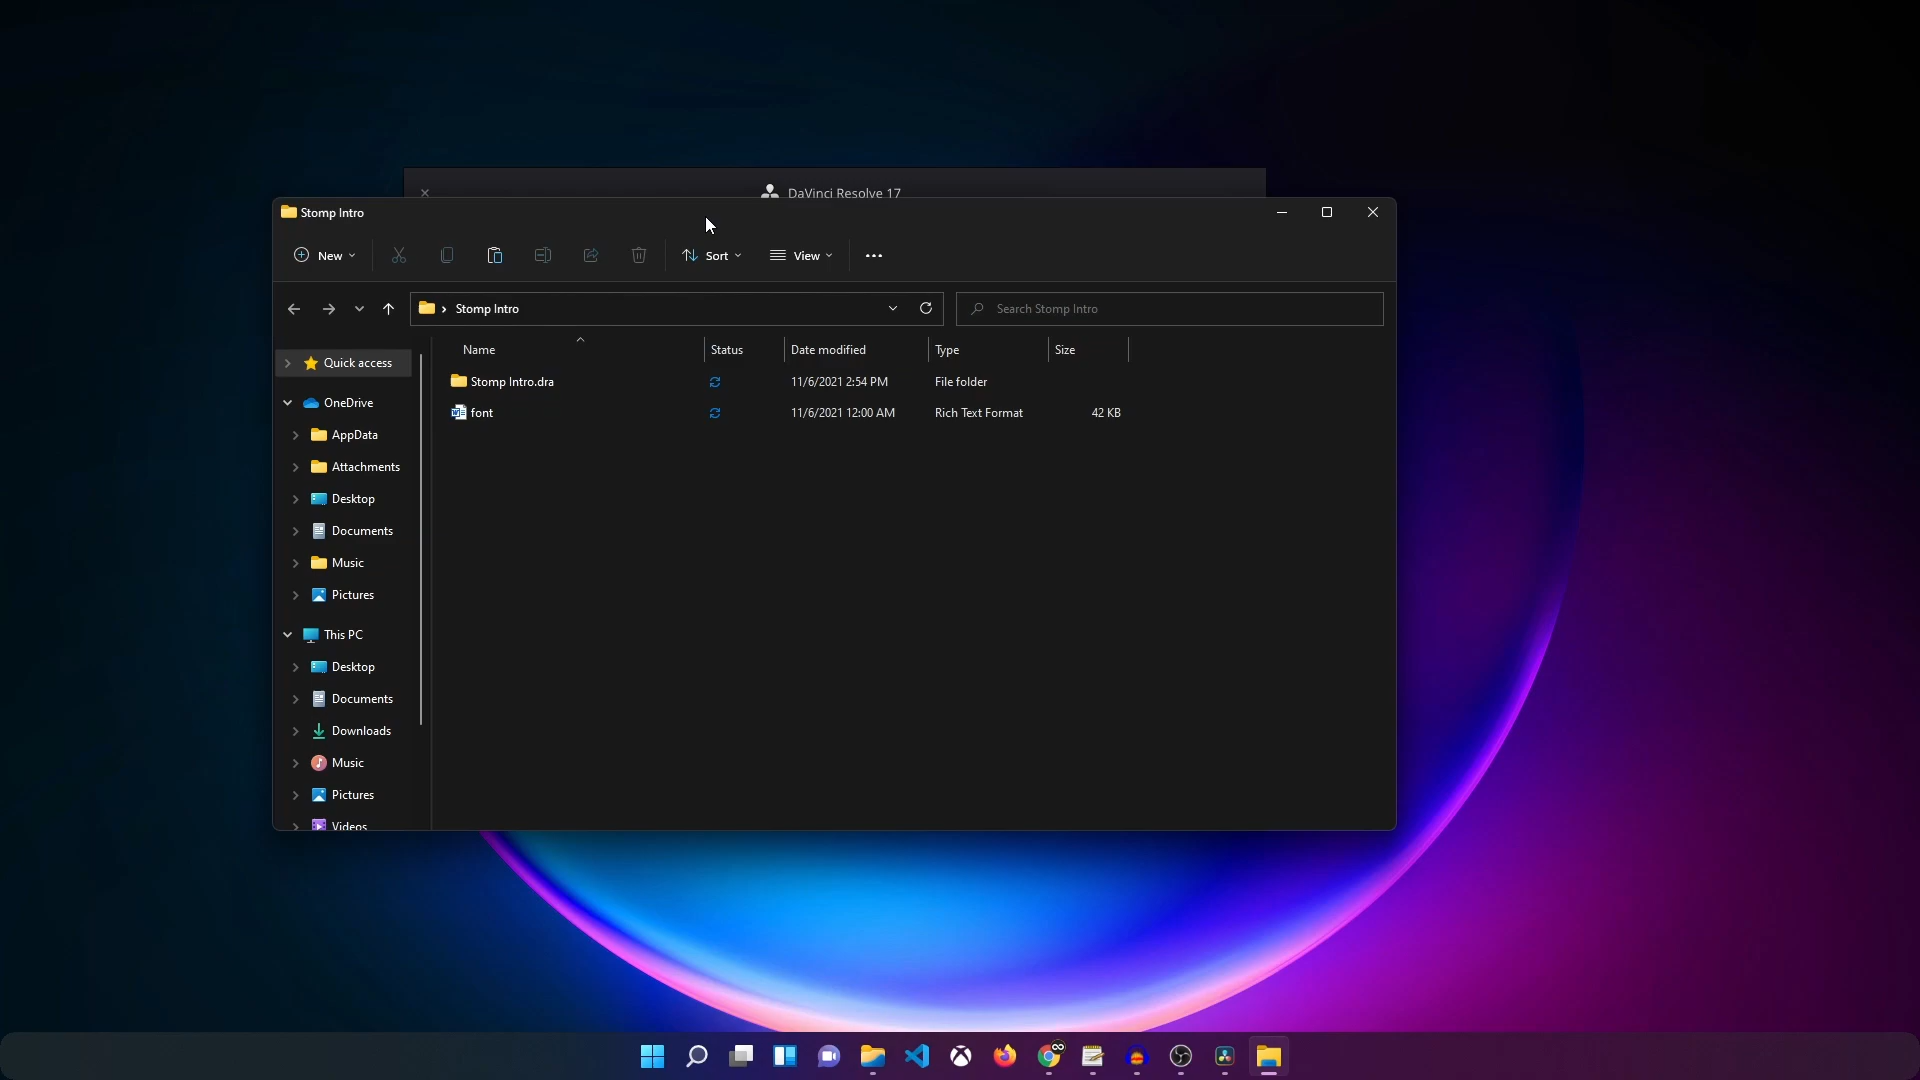 DaVinci Resolve 17
Stomp Intro
New
Sort
View
Stomp Intro
Search Stomp Intro
Name
Status
Date modified
Type
Size
Quick access
Stomp Intro.dra
11/6/2021 2:54 PM
File folder
OneDrive
font
11/6/2021 12:00 AM
Rich Text Format
42 KB
AppData
Attachments
Desktop
Documents
Music
Pictures
This PC
Desktop
Documents
Downloads
Music
Pictures
Videos